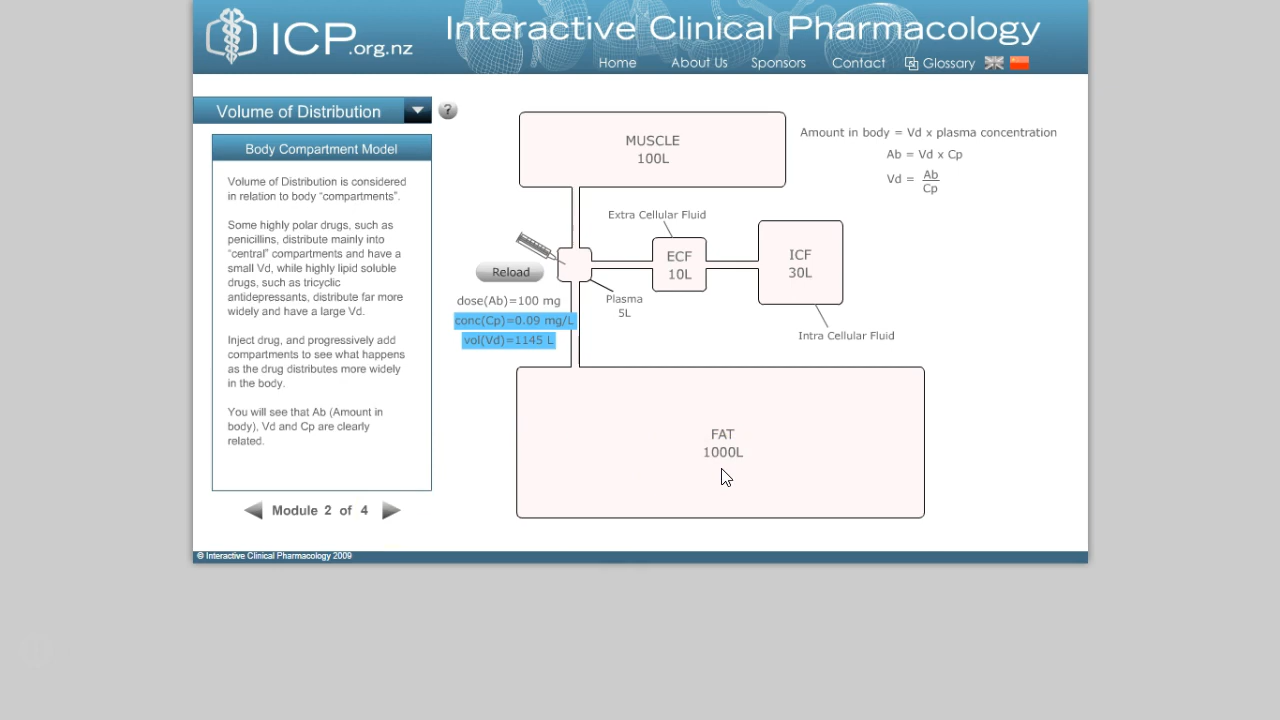 ICP.org.nz
Interactive Clinical Pharmacology
Home About Us Sponsors Contact Glossary
Volume of Distribution ?
Body Compartment Model
Volume of Distribution is considered
in relation to body “compartments”.
Some highly polar drugs, such as
penicillins, distribute mainly into
“central” compartments and have a
small Vd, while highly lipid soluble
drugs, such as tricyclic
antidepressants, distribute far more
widely and have a large Vd.
Inject drug, and progressively add
compartments to see what happens
as the drug distributes more widely
in the body.
You will see that Ab (Amount in
body), Vd and Cp are clearly
related.
Module 2 of 4
MUSCLE
100L
Amount in body = Vd x plasma concentration
Ab = Vd x Cp
Vd = Ab
Cp
Extra Cellular Fluid
ECF
10L
ICF
30L
Reload
Plasma
5L
Intra Cellular Fluid
dose(Ab)=100 mg
conc(Cp)=0.09 mg/L
vol(Vd)=1145 L
FAT
1000L
© Interactive Clinical Pharmacology 2009